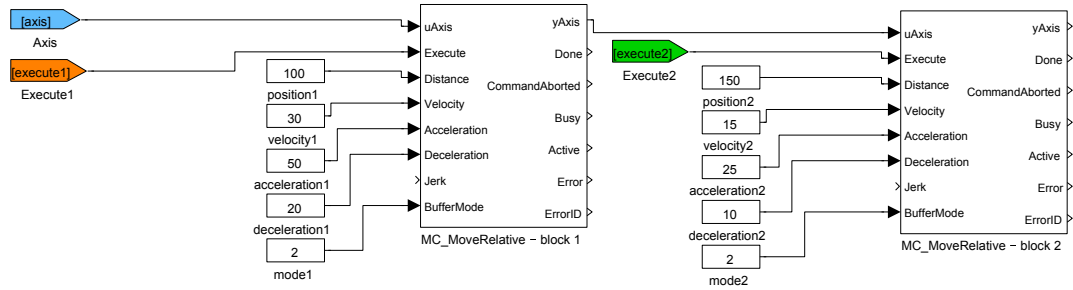 [axis]
Axis
[execute1]
Execute1
100
position1
30
velocity1
50
acceleration1
20
deceleration1
2
mode1
uAxis
Execute
Distance
Velocity
Acceleration
Deceleration
Jerk
BufferMode
yAxis
Done
CommandAborted
Busy
Active
Error
ErrorID
MC_MoveRelative − block 1
[execute2]
Execute2
150
position2
15
velocity2
25
acceleration2
10
deceleration2
2
mode2
uAxis
Execute
Distance
Velocity
Acceleration
Deceleration
Jerk
BufferMode
yAxis
Done
CommandAborted
Busy
Active
Error
ErrorID
MC_MoveRelative − block 2